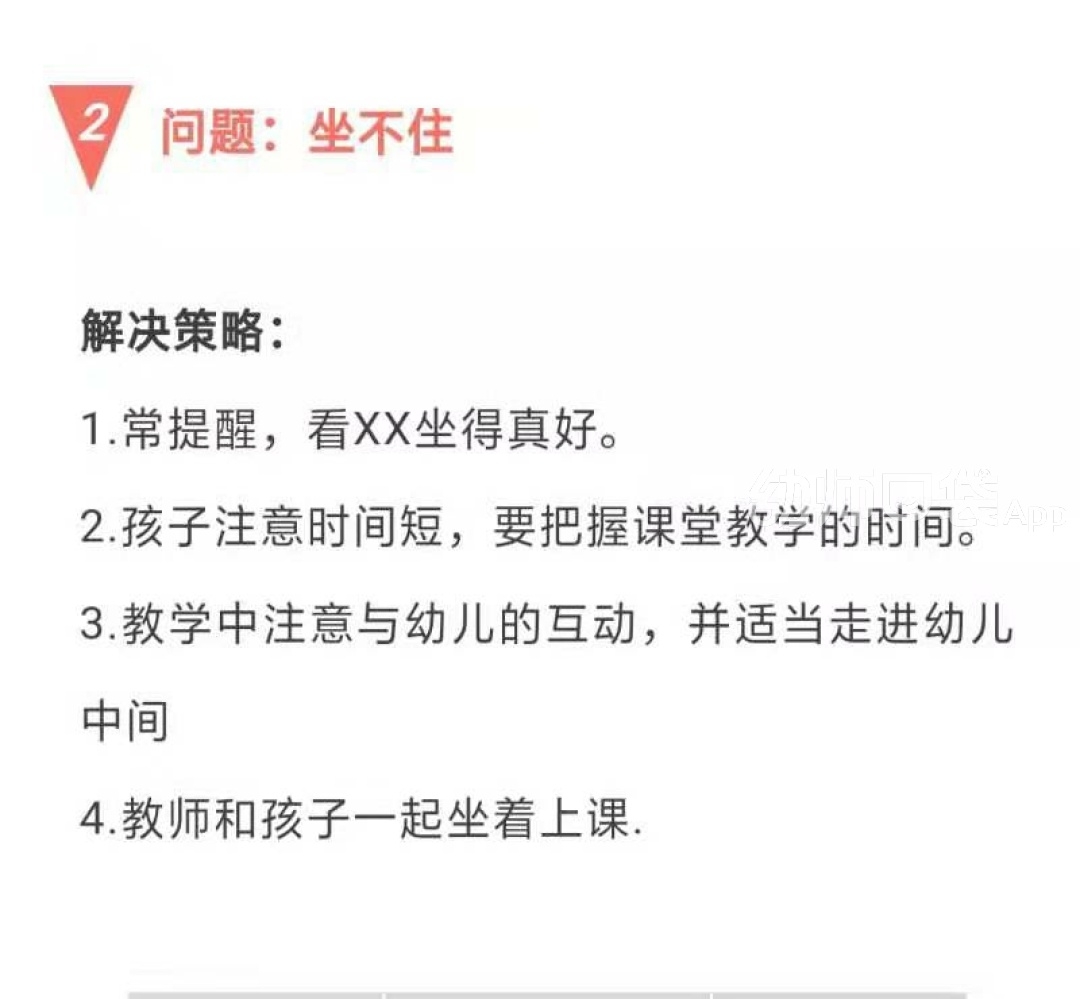 2
问题：坐不住
解决策略：
1.常提醒，看XX坐得真好。
2.孩子注意时间短，要把握课堂教学的时间。
幼师口袋App
3.教学中注意与幼儿的互动，并适当走进幼儿
中间
4.教师和孩子一起坐着上课.